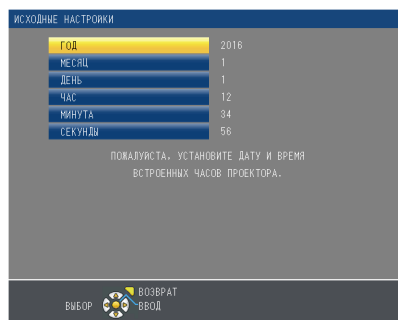 ИСХОДНЫЕ НАСТРОЙКИ
ГОД 2016
МЕСЯЦ 1
ДЕНЬ 1
ЧАС 12
МИНУТА 34
СЕКУНДЫ 56
ПОЖАЛУЙСТА, УСТАНОВИТЕ ДАТУ И ВРЕМЯ
ВСТРОЕННЫХ ЧАСОВ ПРОЕКТОРА.
ВОЗВРАТ
ВЫБОР ВВОД